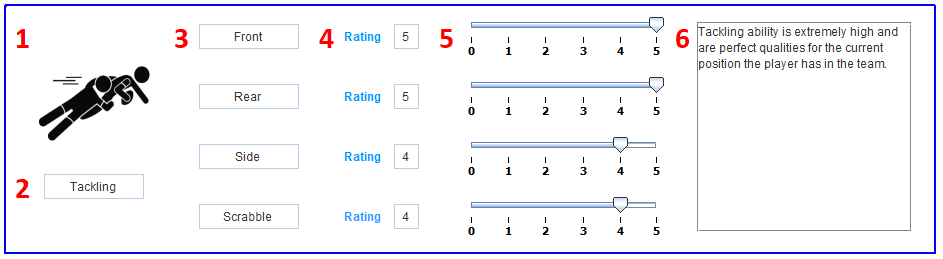 1
2 Tackling
3 Front 4 Rating 5
Rear Rating 5
Side Rating 4
Scrabble Rating 4
5
0 1 2 3 4 5
0 1 2 3 4 5
0 1 2 3 4 5
0 1 2 3 4 5
6
Tackling ability is extremely high and
are perfect qualities for the current
position the player has in the team.